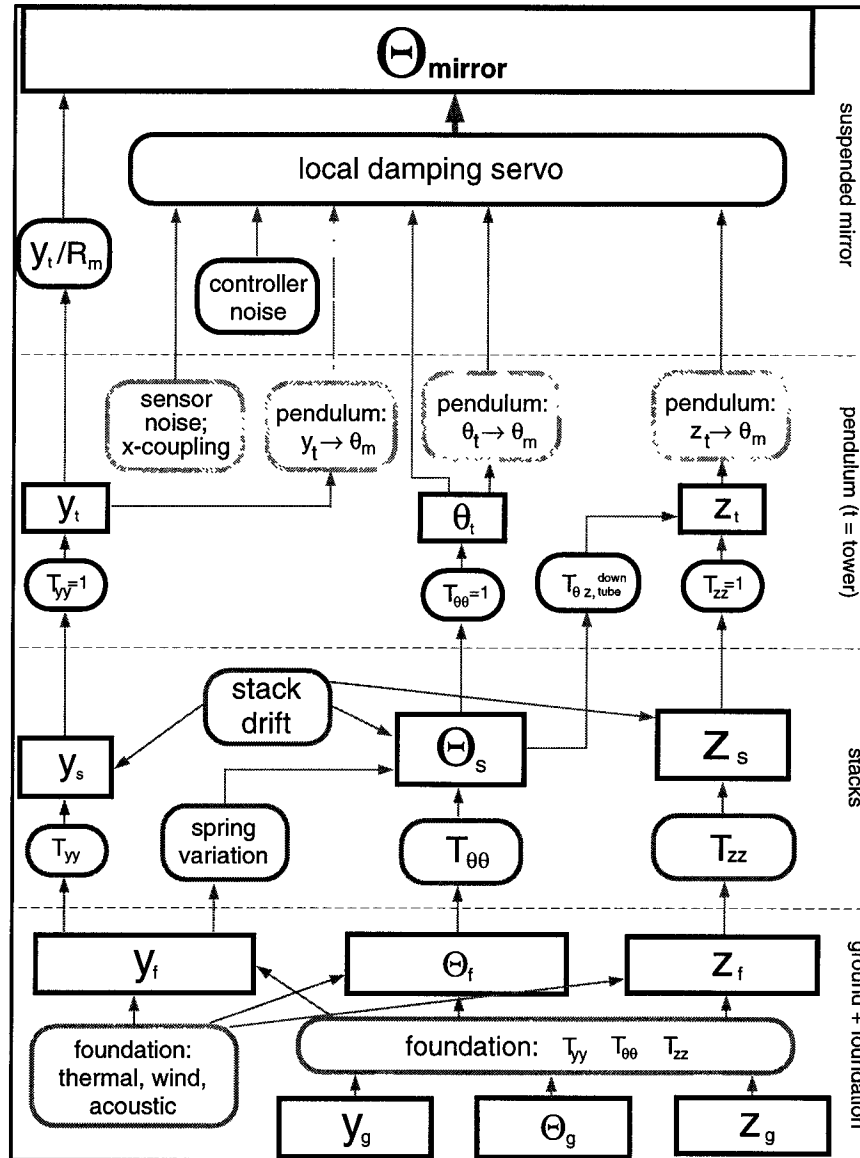 Θmirror
suspended mirror
local damping servo
yt/Rm
controller
noise
pendulum (t = tower)
sensor
noise;
x-coupling
pendulum:
yt → θm
pendulum:
θt → θm
pendulum:
zt → θm
yt
θt
zt
Tyy=1
Tθθ=1
Tθz, down tube
Tzz=1
stacks
stack
drift
ys
Θs
zs
Tyy
spring
variation
Tθθ
Tzz
ground + foundation
yf
Θf
zf
foundation:
thermal, wind,
acoustic
foundation: Tyy Tθθ Tzz
yg
Θg
zg